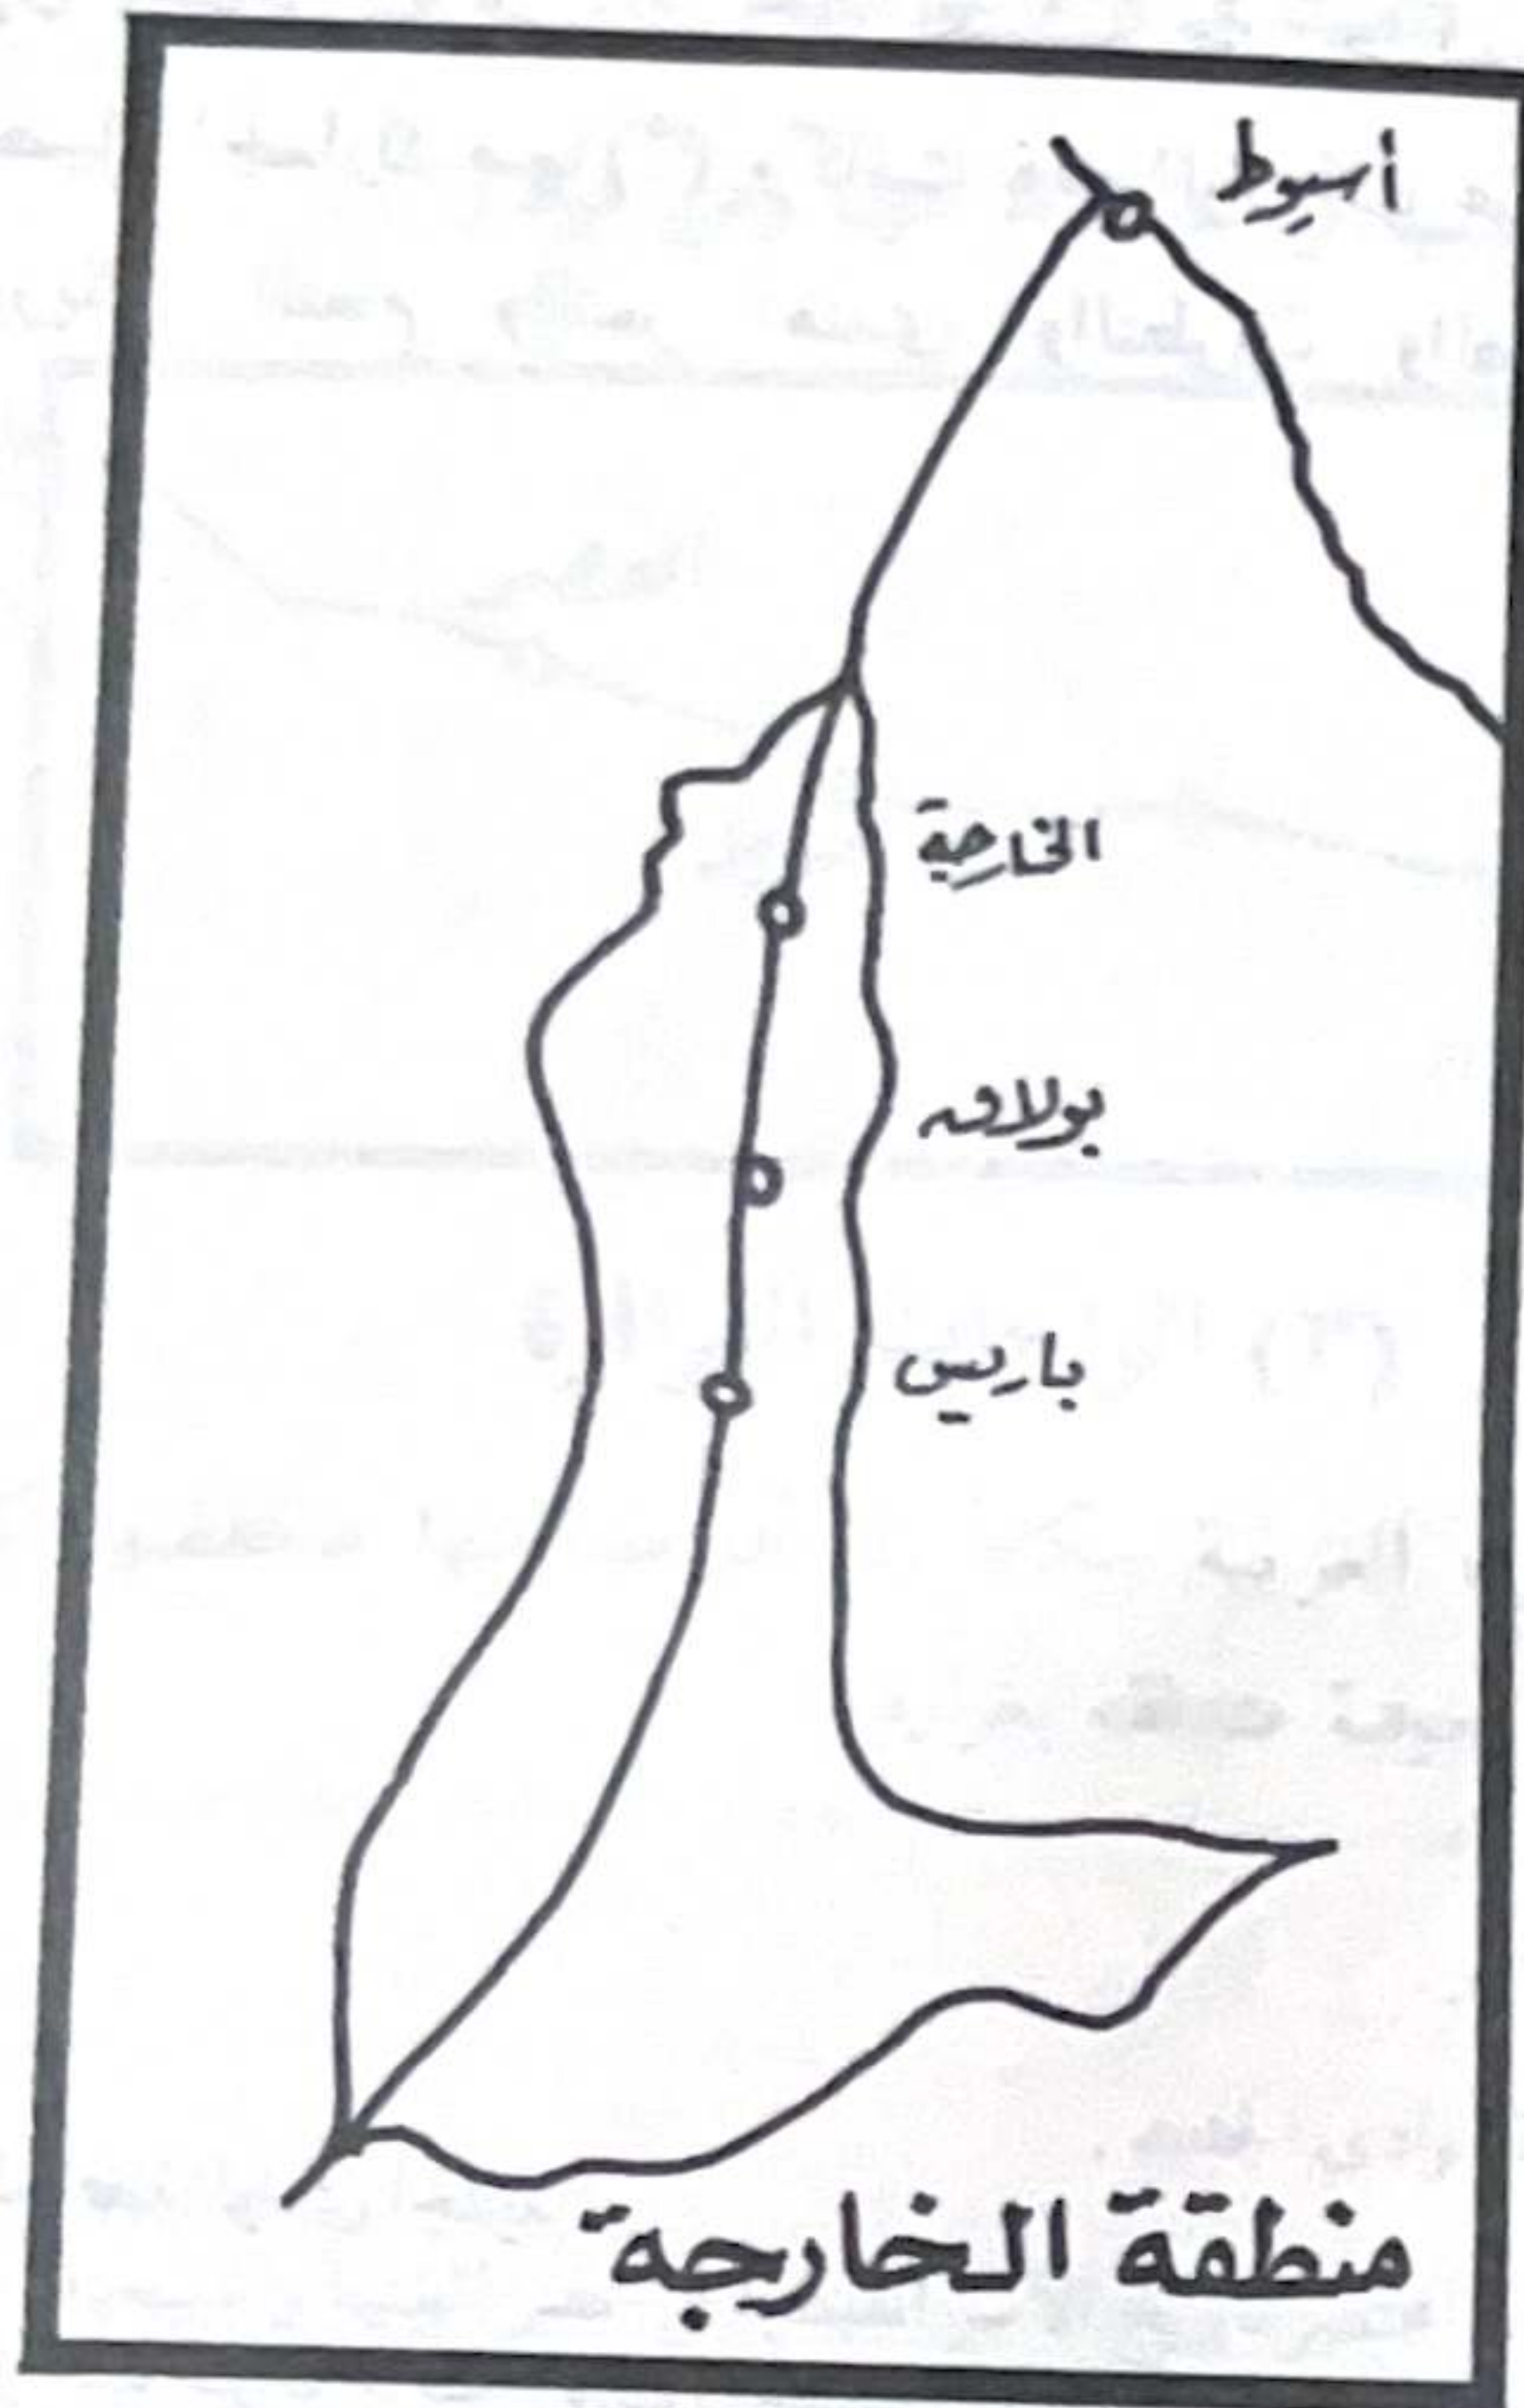 أسيوط
الخارجة
بولاق
باريس
منطقة الخارجة